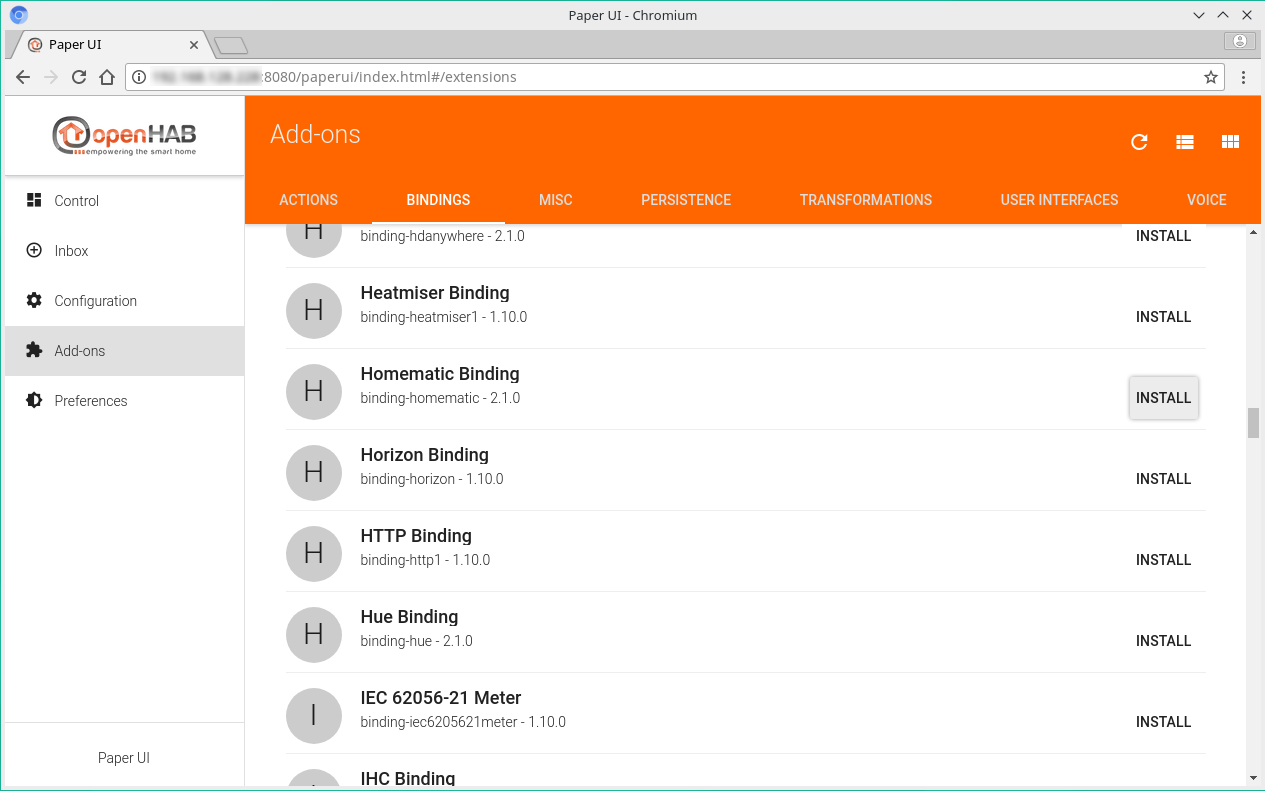 Paper UI - Chromium
Paper UI
:8080/paperui/index.html#/extensions
openHAB
empowering the smart home
Control
Inbox
Configuration
Add-ons
Preferences
Paper UI
Add-ons
ACTIONS BINDINGS MISC PERSISTENCE TRANSFORMATIONS USER INTERFACES VOICE
H
binding-hdanywhere - 2.1.0
INSTALL
H
Heatmiser Binding
binding-heatmiser1 - 1.10.0
INSTALL
H
Homematic Binding
binding-homematic - 2.1.0
INSTALL
H
Horizon Binding
binding-horizon - 1.10.0
INSTALL
H
HTTP Binding
binding-http1 - 1.10.0
INSTALL
H
Hue Binding
binding-hue - 2.1.0
INSTALL
I
IEC 62056-21 Meter
binding-iec6205621meter - 1.10.0
INSTALL
IHC Binding